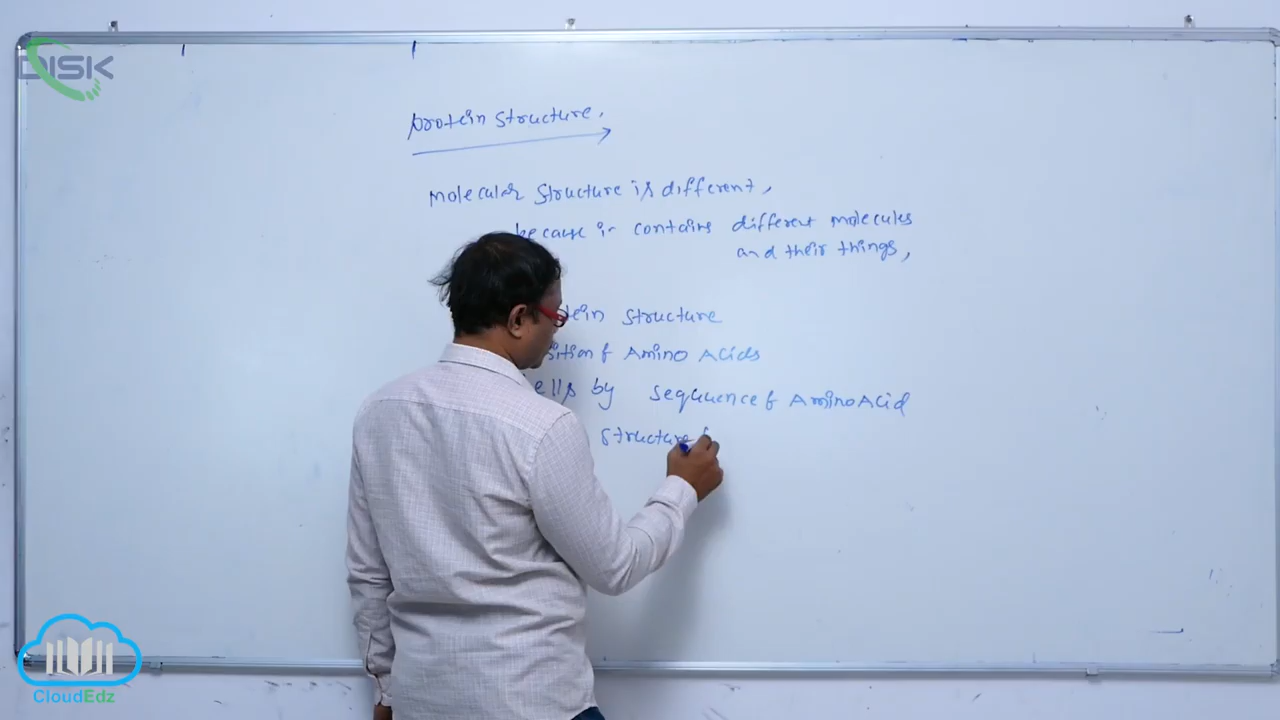 DISK
protein structure.
molecular structure is different,
because it contains different molecules
and their things,
tein structure
sition of Amino Acids
ells by sequuence of Amino Acid
structure
CloudEdz